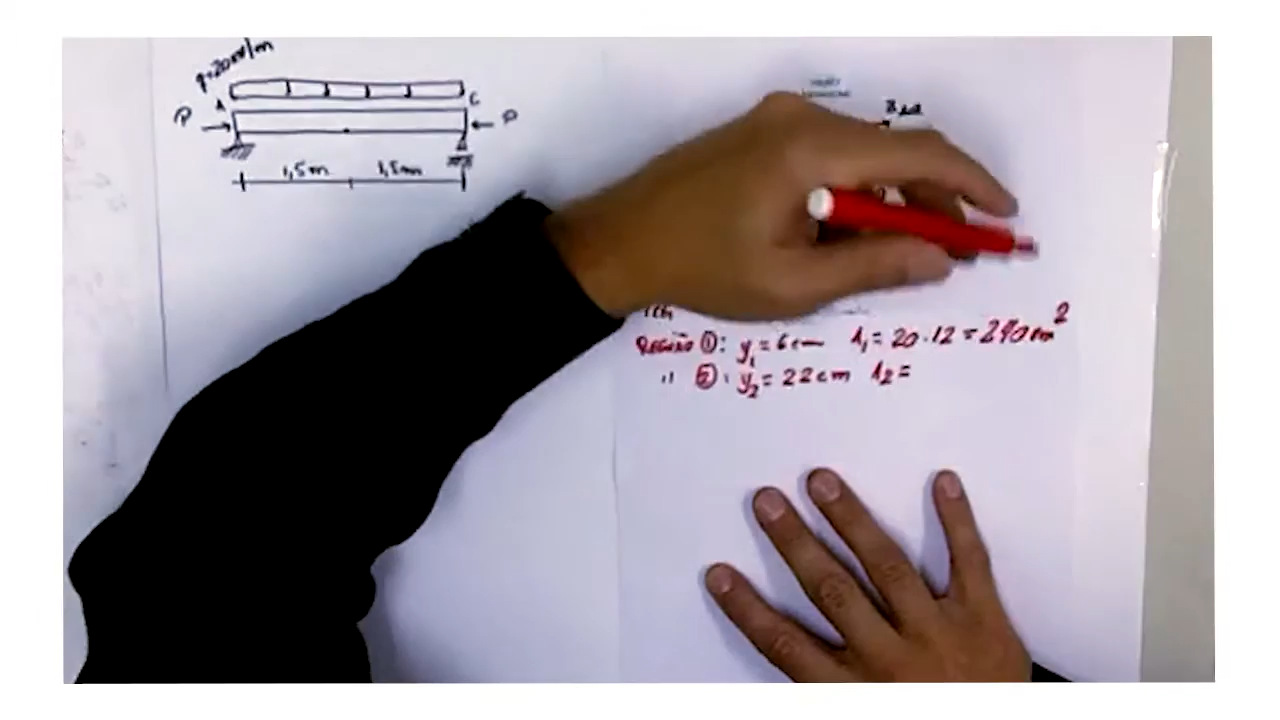 q=20kN/m
A
C
P
P
1,5m 1,5m
REGIÃO ①: y₁=6cm A₁=20.12=240cm²
" ②: y₂=22cm A₂=